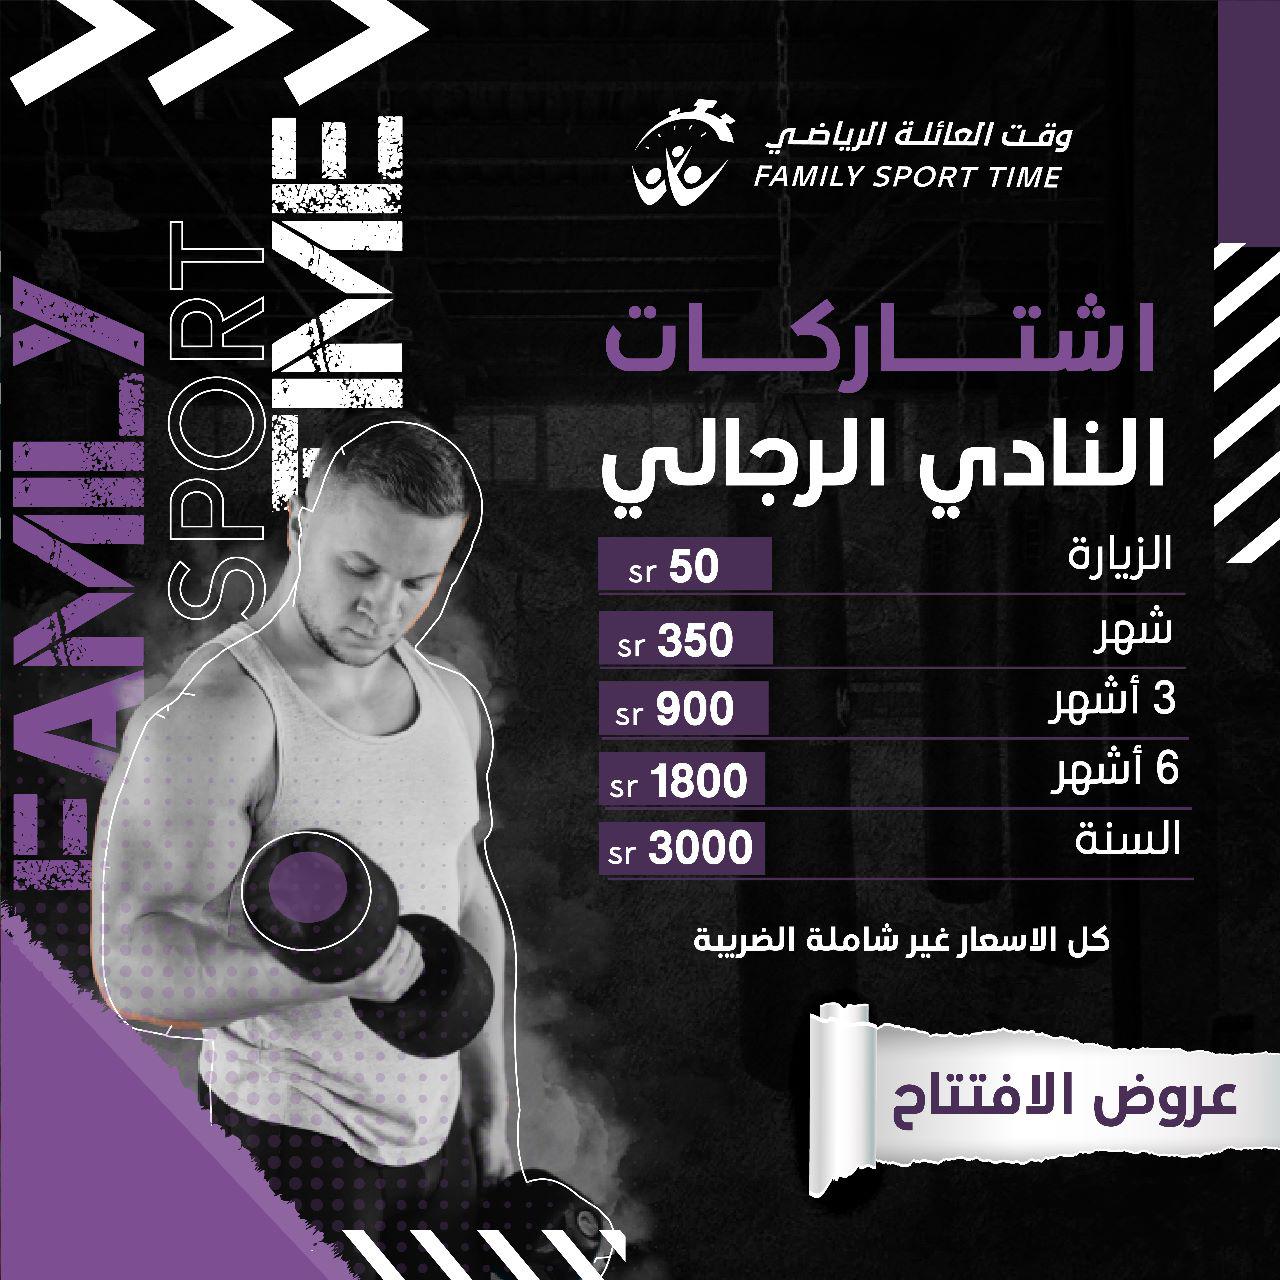 FAMILY
SPORT
TIME
وقت العائلة الرياضي
FAMILY SPORT TIME
اشتـــاركـــات
النادي الرجالي
الزيارة 50 sr
شهر 350 sr
3 أشهر 900 sr
6 أشهر 1800 sr
السنة 3000 sr
كل الاسعار غير شاملة الضريبة
عروض الافتتاح